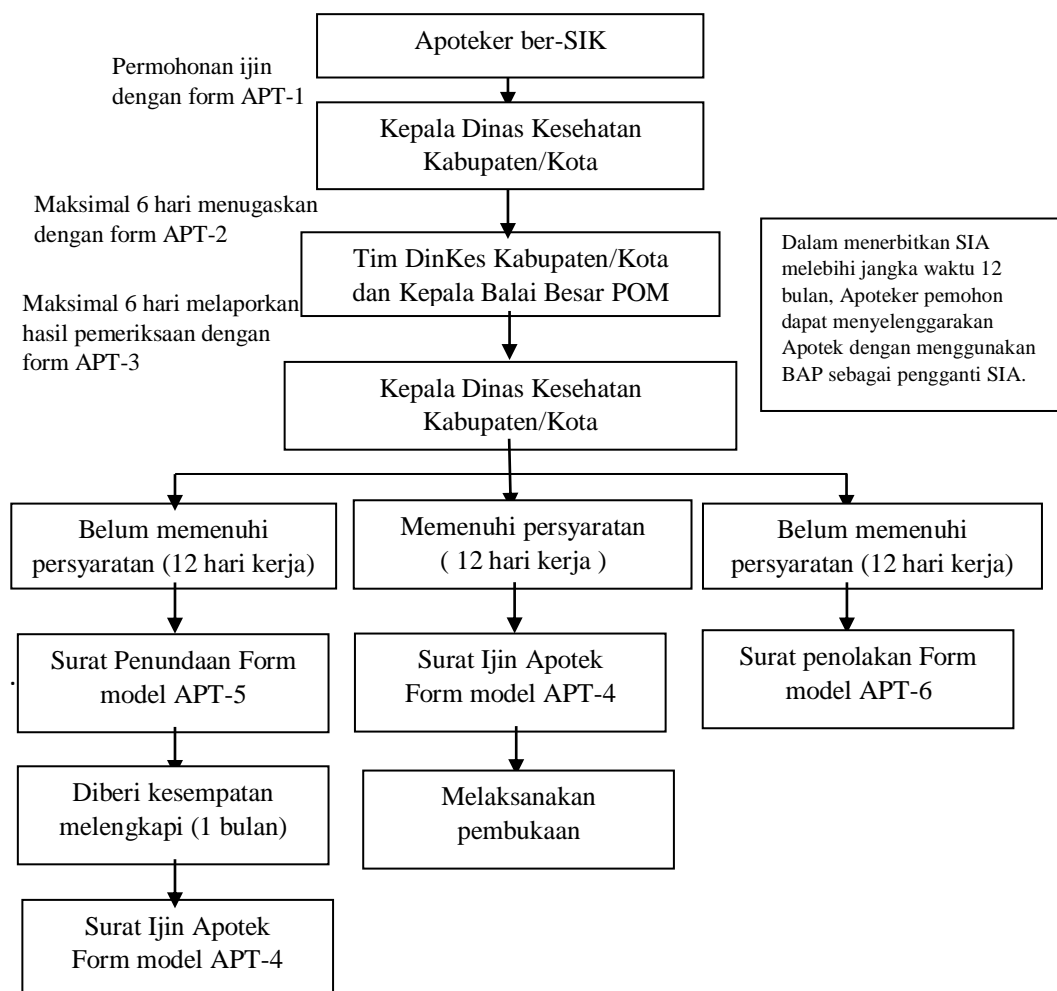 Apoteker ber-SIK
Permohonan ijin
dengan form APT-1
Kepala Dinas Kesehatan
Kabupaten/Kota
Maksimal 6 hari menugaskan
dengan form APT-2
Tim DinKes Kabupaten/Kota
dan Kepala Balai Besar POM
Dalam menerbitkan SIA
melebihi jangka waktu 12
bulan, Apoteker pemohon
dapat menyelenggarakan
Apotek dengan menggunakan
BAP sebagai pengganti SIA.
Maksimal 6 hari melaporkan
hasil pemeriksaan dengan
form APT-3
Kepala Dinas Kesehatan
Kabupaten/Kota
Belum memenuhi
persyaratan (12 hari kerja)
Memenuhi persyaratan
( 12 hari kerja )
Belum memenuhi
persyaratan (12 hari kerja)
Surat Penundaan Form
model APT-5
Surat Ijin Apotek
Form model APT-4
Surat penolakan Form
model APT-6
.
Diberi kesempatan
melengkapi (1 bulan)
Melaksanakan
pembukaan
Surat Ijin Apotek
Form model APT-4